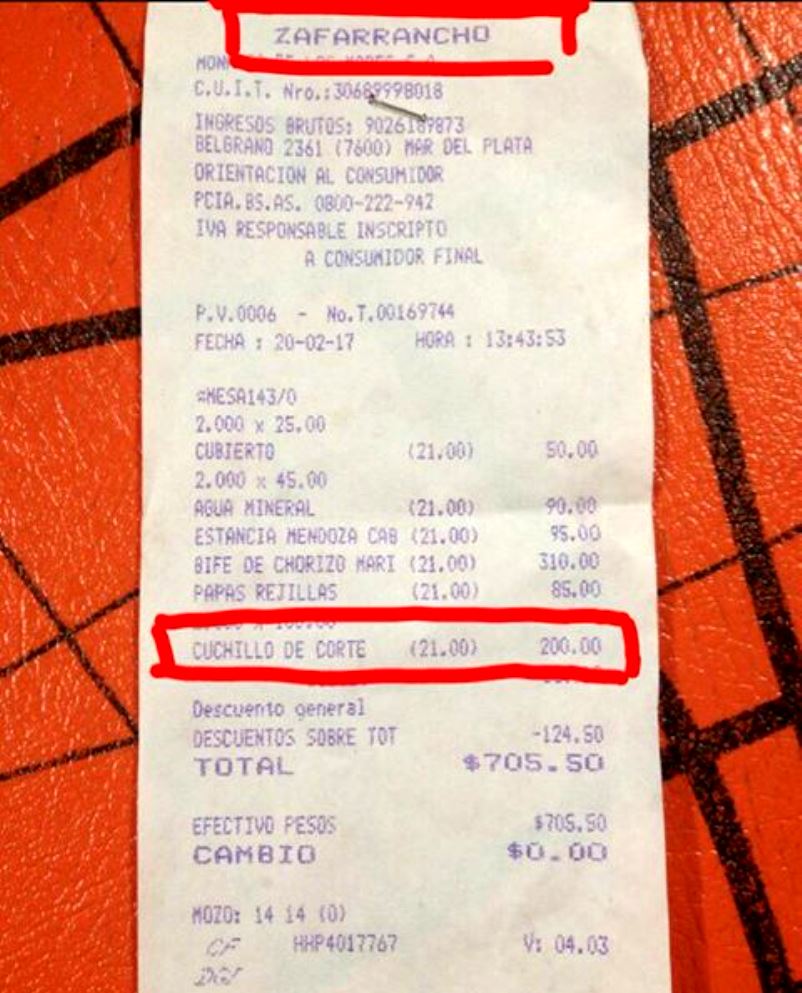 ZAFARRANCHO
C.U.I.T. Nro.:30689998018
INGRESOS BRUTOS: 9026189873
BELGRANO 2361 (7600) MAR DEL PLATA
ORIENTACION AL CONSUMIDOR
PCIA.BS.AS. 0800-222-942
IVA RESPONSABLE INSCRIPTO
A CONSUMIDOR FINAL
P.V.0006 - No.T.00169744
FECHA : 20-02-17 HORA : 13:43:53
¤MESA143/0
2.000 x 25.00
CUBIERTO (21.00) 50.00
2.000 x 45.00
AGUA MINERAL (21.00) 90.00
ESTANCIA MENDOZA CAB (21.00) 95.00
BIFE DE CHORIZO MARI (21.00) 310.00
PAPAS REJILLAS (21.00) 85.00
CUCHILLO DE CORTE (21.00) 200.00
Descuento general
DESCUENTOS SOBRE TOT -124.50
TOTAL $705.50
EFECTIVO PESOS $705.50
CAMBIO $0.00
MOZO: 14 14 (0)
CF HHP4017767 V: 04.03
DGI